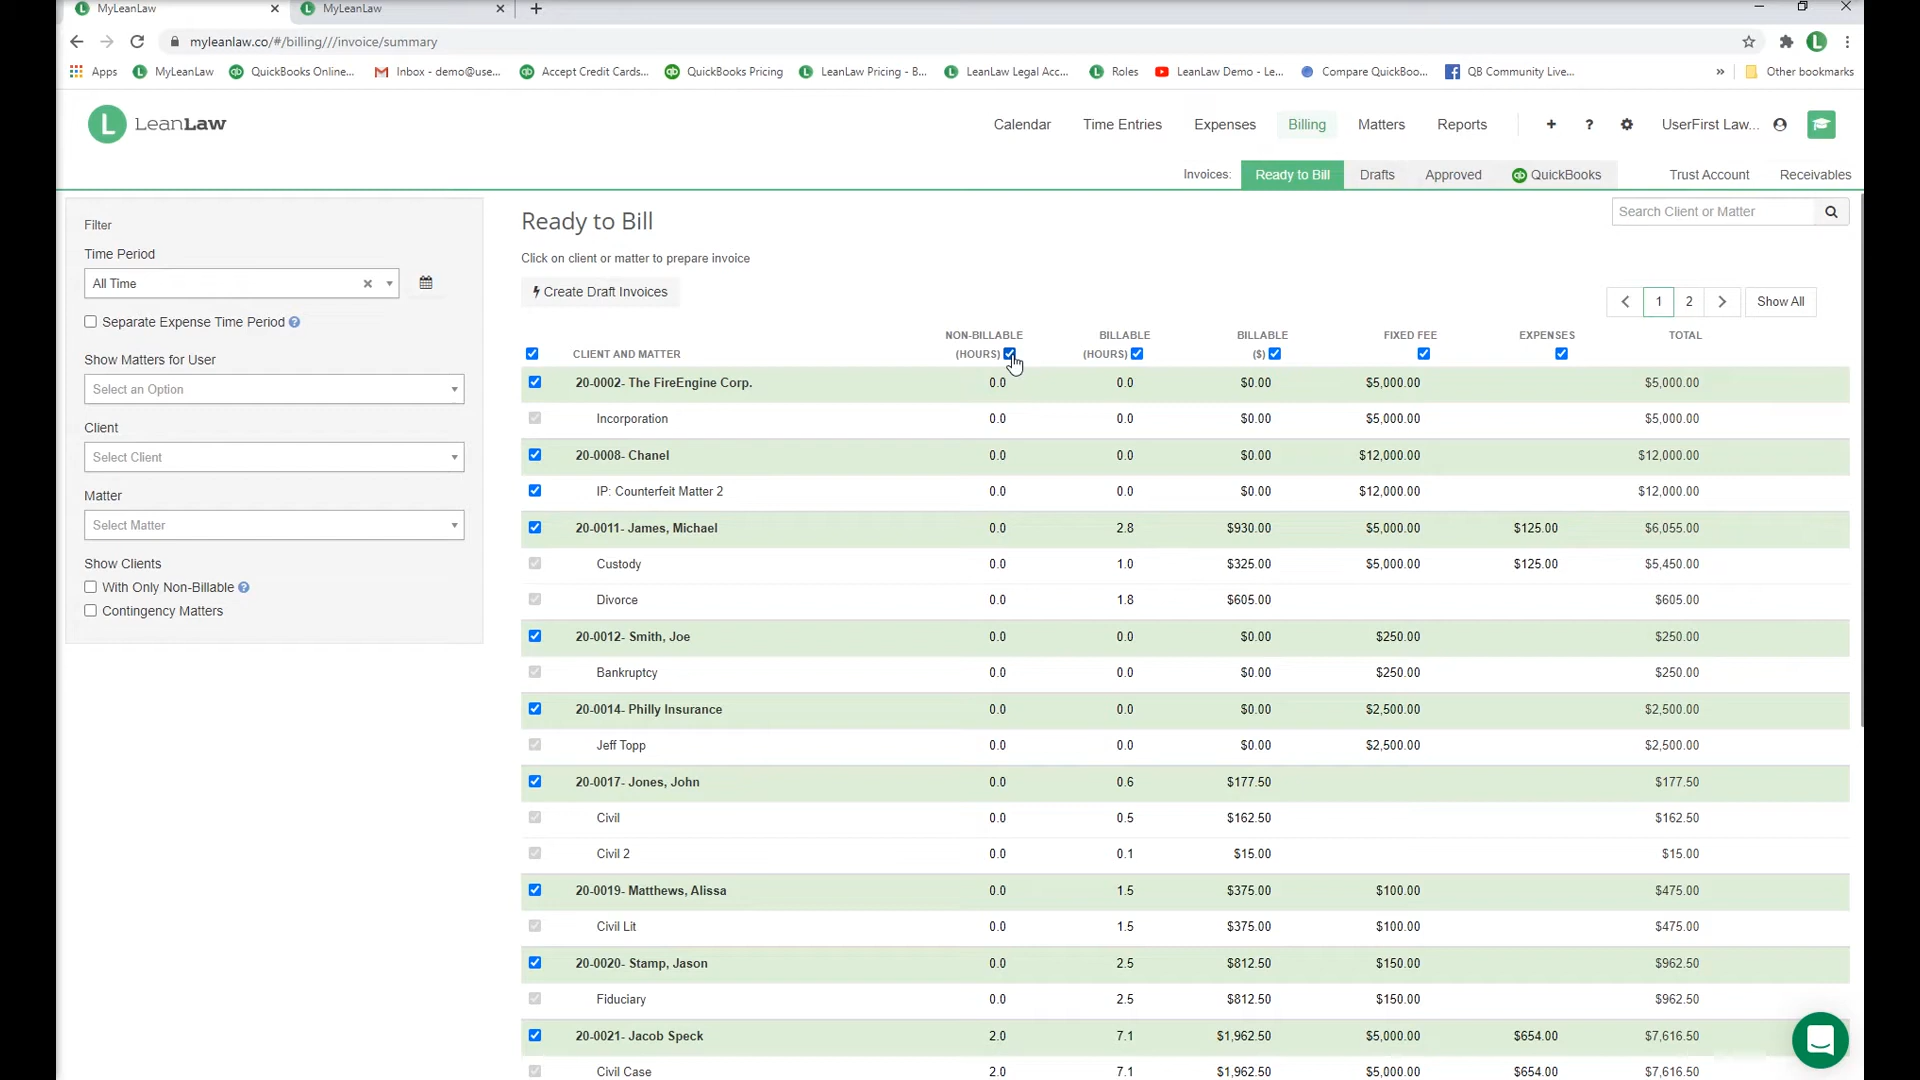 MyLeanLaw
MyLeanLaw
myleanlaw.co/#/billing///invoice/summary
Apps MyLeanLaw QuickBooks Online... Inbox - demo@use... Accept Credit Cards... QuickBooks Pricing LeanLaw Pricing - B... LeanLaw Legal Acc... Roles LeanLaw Demo - Le... Compare QuickBoo... QB Community Live... » Other bookmarks
L LeanLaw
Calendar Time Entries Expenses Billing Matters Reports + ? UserFirst Law...
Invoices: Ready to Bill Drafts Approved QuickBooks Trust Account Receivables
Filter
Time Period
All Time
Separate Expense Time Period
Show Matters for User
Select an Option
Client
Select Client
Matter
Select Matter
Show Clients
With Only Non-Billable
Contingency Matters
Ready to Bill
Search Client or Matter
Click on client or matter to prepare invoice
Create Draft Invoices
1 2 Show All
CLIENT AND MATTER NON-BILLABLE (HOURS) BILLABLE (HOURS) BILLABLE ($) FIXED FEE EXPENSES TOTAL
20-0002- The FireEngine Corp. 0.0 0.0 $0.00 $5,000.00 $5,000.00
Incorporation 0.0 0.0 $0.00 $5,000.00 $5,000.00
20-0008- Chanel 0.0 0.0 $0.00 $12,000.00 $12,000.00
IP: Counterfeit Matter 2 0.0 0.0 $0.00 $12,000.00 $12,000.00
20-0011- James, Michael 0.0 2.8 $930.00 $5,000.00 $125.00 $6,055.00
Custody 0.0 1.0 $325.00 $5,000.00 $125.00 $5,450.00
Divorce 0.0 1.8 $605.00 $605.00
20-0012- Smith, Joe 0.0 0.0 $0.00 $250.00 $250.00
Bankruptcy 0.0 0.0 $0.00 $250.00 $250.00
20-0014- Philly Insurance 0.0 0.0 $0.00 $2,500.00 $2,500.00
Jeff Topp 0.0 0.0 $0.00 $2,500.00 $2,500.00
20-0017- Jones, John 0.0 0.6 $177.50 $177.50
Civil 0.0 0.5 $162.50 $162.50
Civil 2 0.0 0.1 $15.00 $15.00
20-0019- Matthews, Alissa 0.0 1.5 $375.00 $100.00 $475.00
Civil Lit 0.0 1.5 $375.00 $100.00 $475.00
20-0020- Stamp, Jason 0.0 2.5 $812.50 $150.00 $962.50
Fiduciary 0.0 2.5 $812.50 $150.00 $962.50
20-0021- Jacob Speck 2.0 7.1 $1,962.50 $5,000.00 $654.00 $7,616.50
Civil Case 2.0 7.1 $1,962.50 $5,000.00 $654.00 $7,616.50